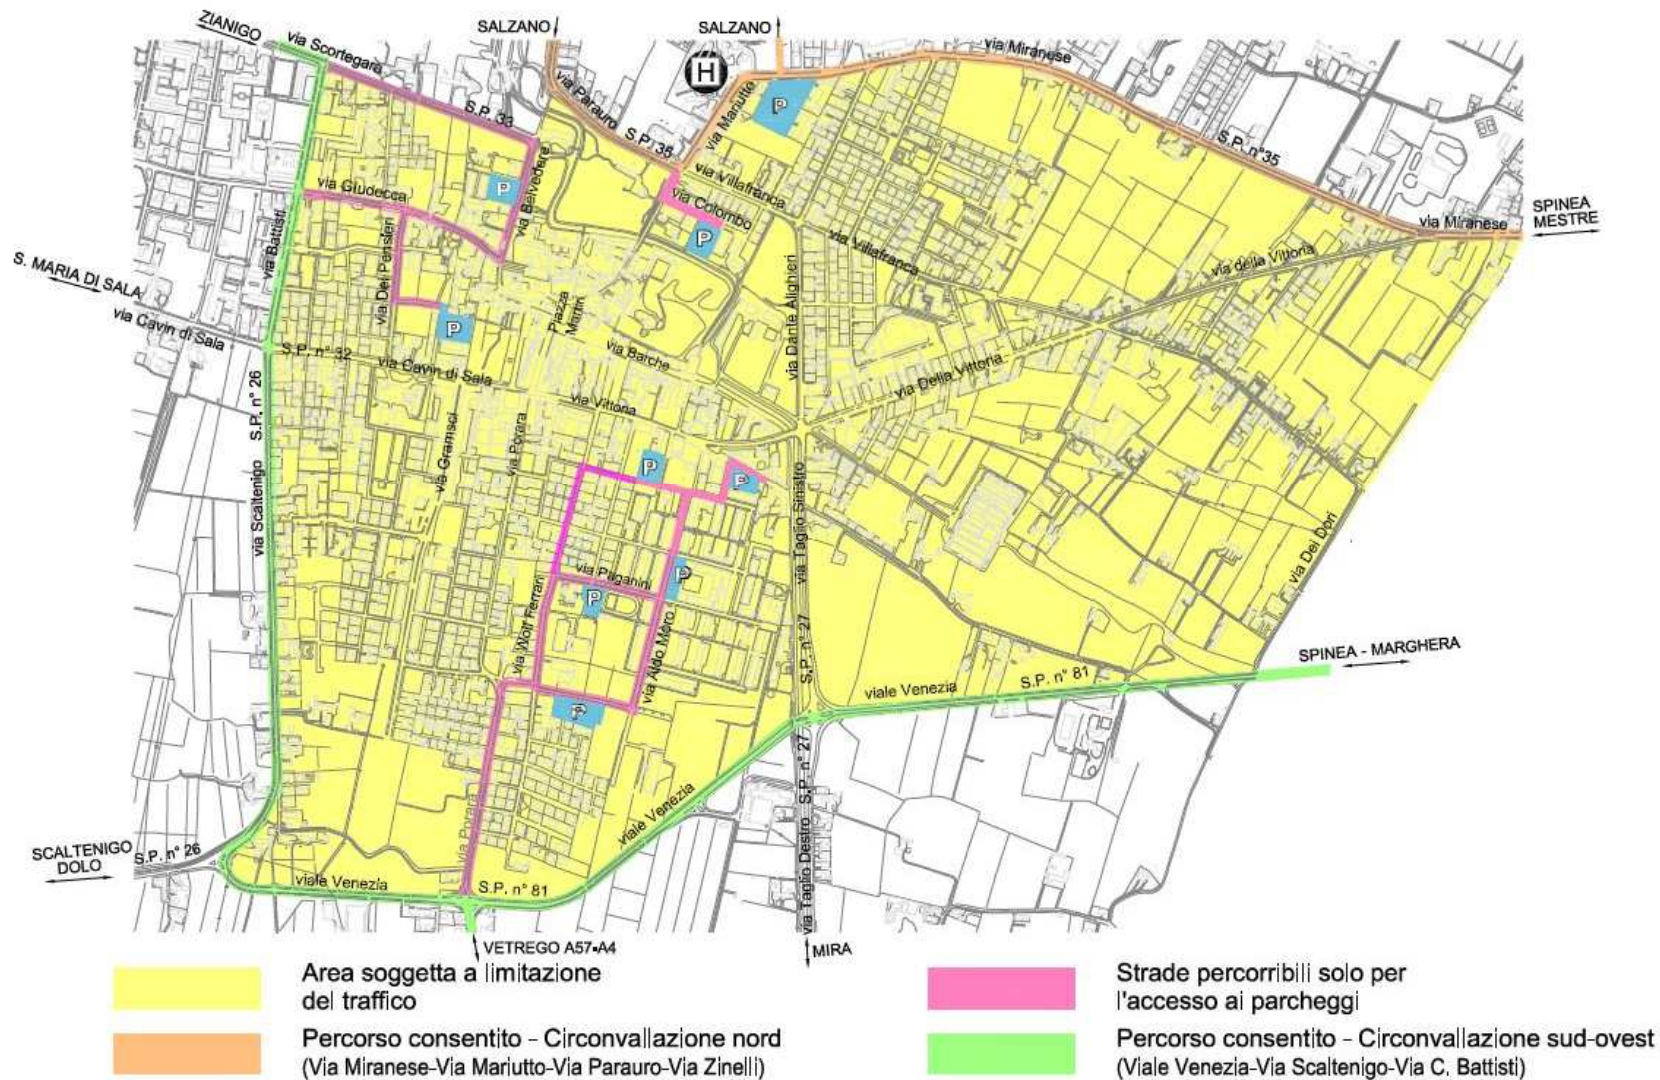 ZIANIGO
via Scortegara
SALZANO
SALZANO
via Miranese
H
via Parauro
S.P. 33
S.P. 35
via Mariutto
P
S.P. n°35
via Villafranca
via Giudecca
P
via Belvedere
via Colombo
P
via Miranese
SPINEA
MESTRE
via Battisti
via Dei Pensieri
via Villafranca
via della Vittoria
S. MARIA DI SALA
via Cavin di Sala
P
Piazza
Martiri
via Dante Alighieri
S.P. n° 32
via Cavin di Sala
via Barche
via Della Vittoria
S.P. n° 26
via Vittoria
via Gramsci
via Porara
P
P
via Scaltenigo
via Taglio Sinistro
via Dei Dori
via Paganini
P
P
via Wolf Ferrari
via Aldo Moro
S.P. n° 27
SPINEA - MARGHERA
viale Venezia
S.P. n° 81
P
S.P. n° 27
viale Venezia
via Porara
SCALTENIGO
DOLO
S.P. n° 26
viale Venezia
S.P. n° 81
via Taglio Destro
VETREGO A57-A4
MIRA
Area soggetta a limitazione
del traffico
Strade percorribili solo per
l'accesso ai parcheggi
Percorso consentito - Circonvallazione nord
(Via Miranese-Via Mariutto-Via Parauro-Via Zinelli)
Percorso consentito - Circonvallazione sud-ovest
(Viale Venezia-Via Scaltenigo-Via C. Battisti)